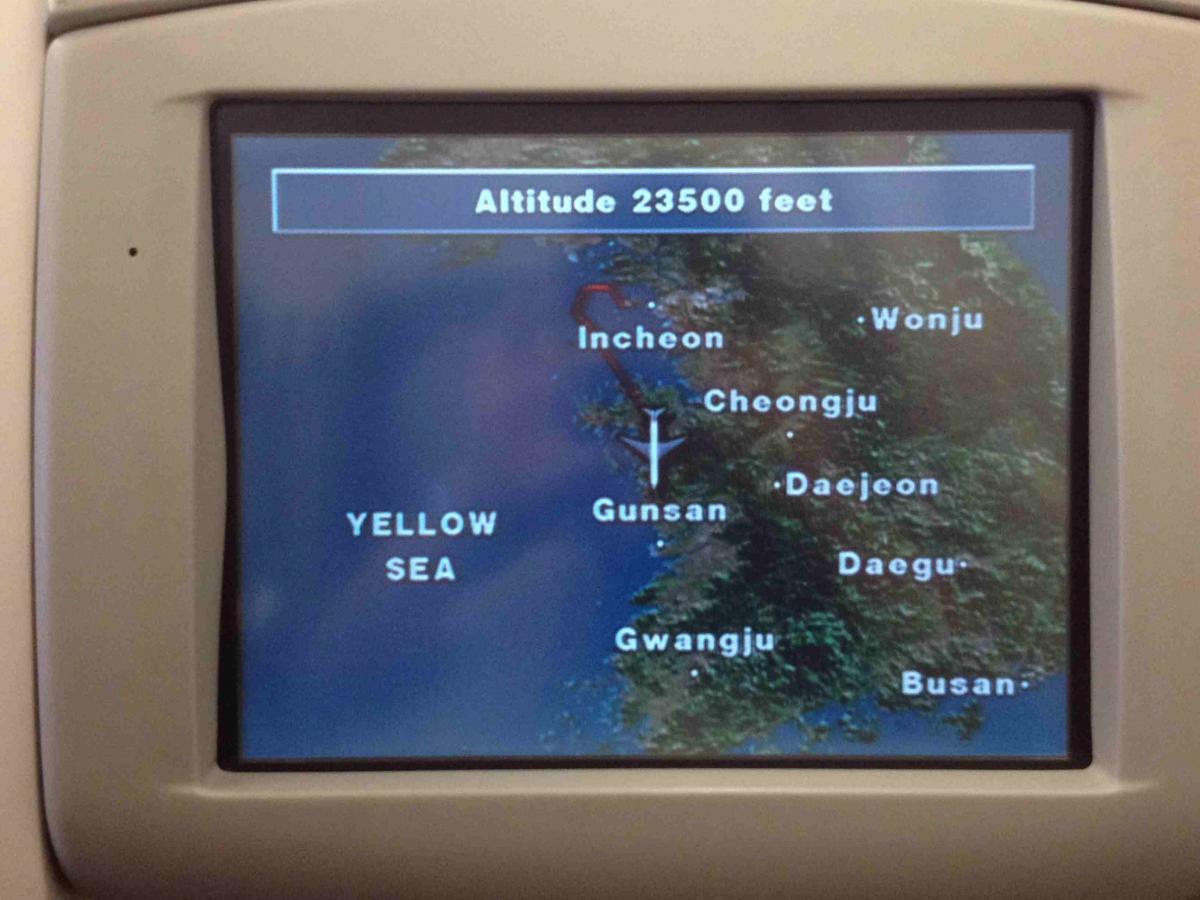 Altitude 23500 feet
Wonju
Incheon
Cheongju
Daejeon
Gunsan
YELLOW
SEA
Daegu
Gwangju
Busan